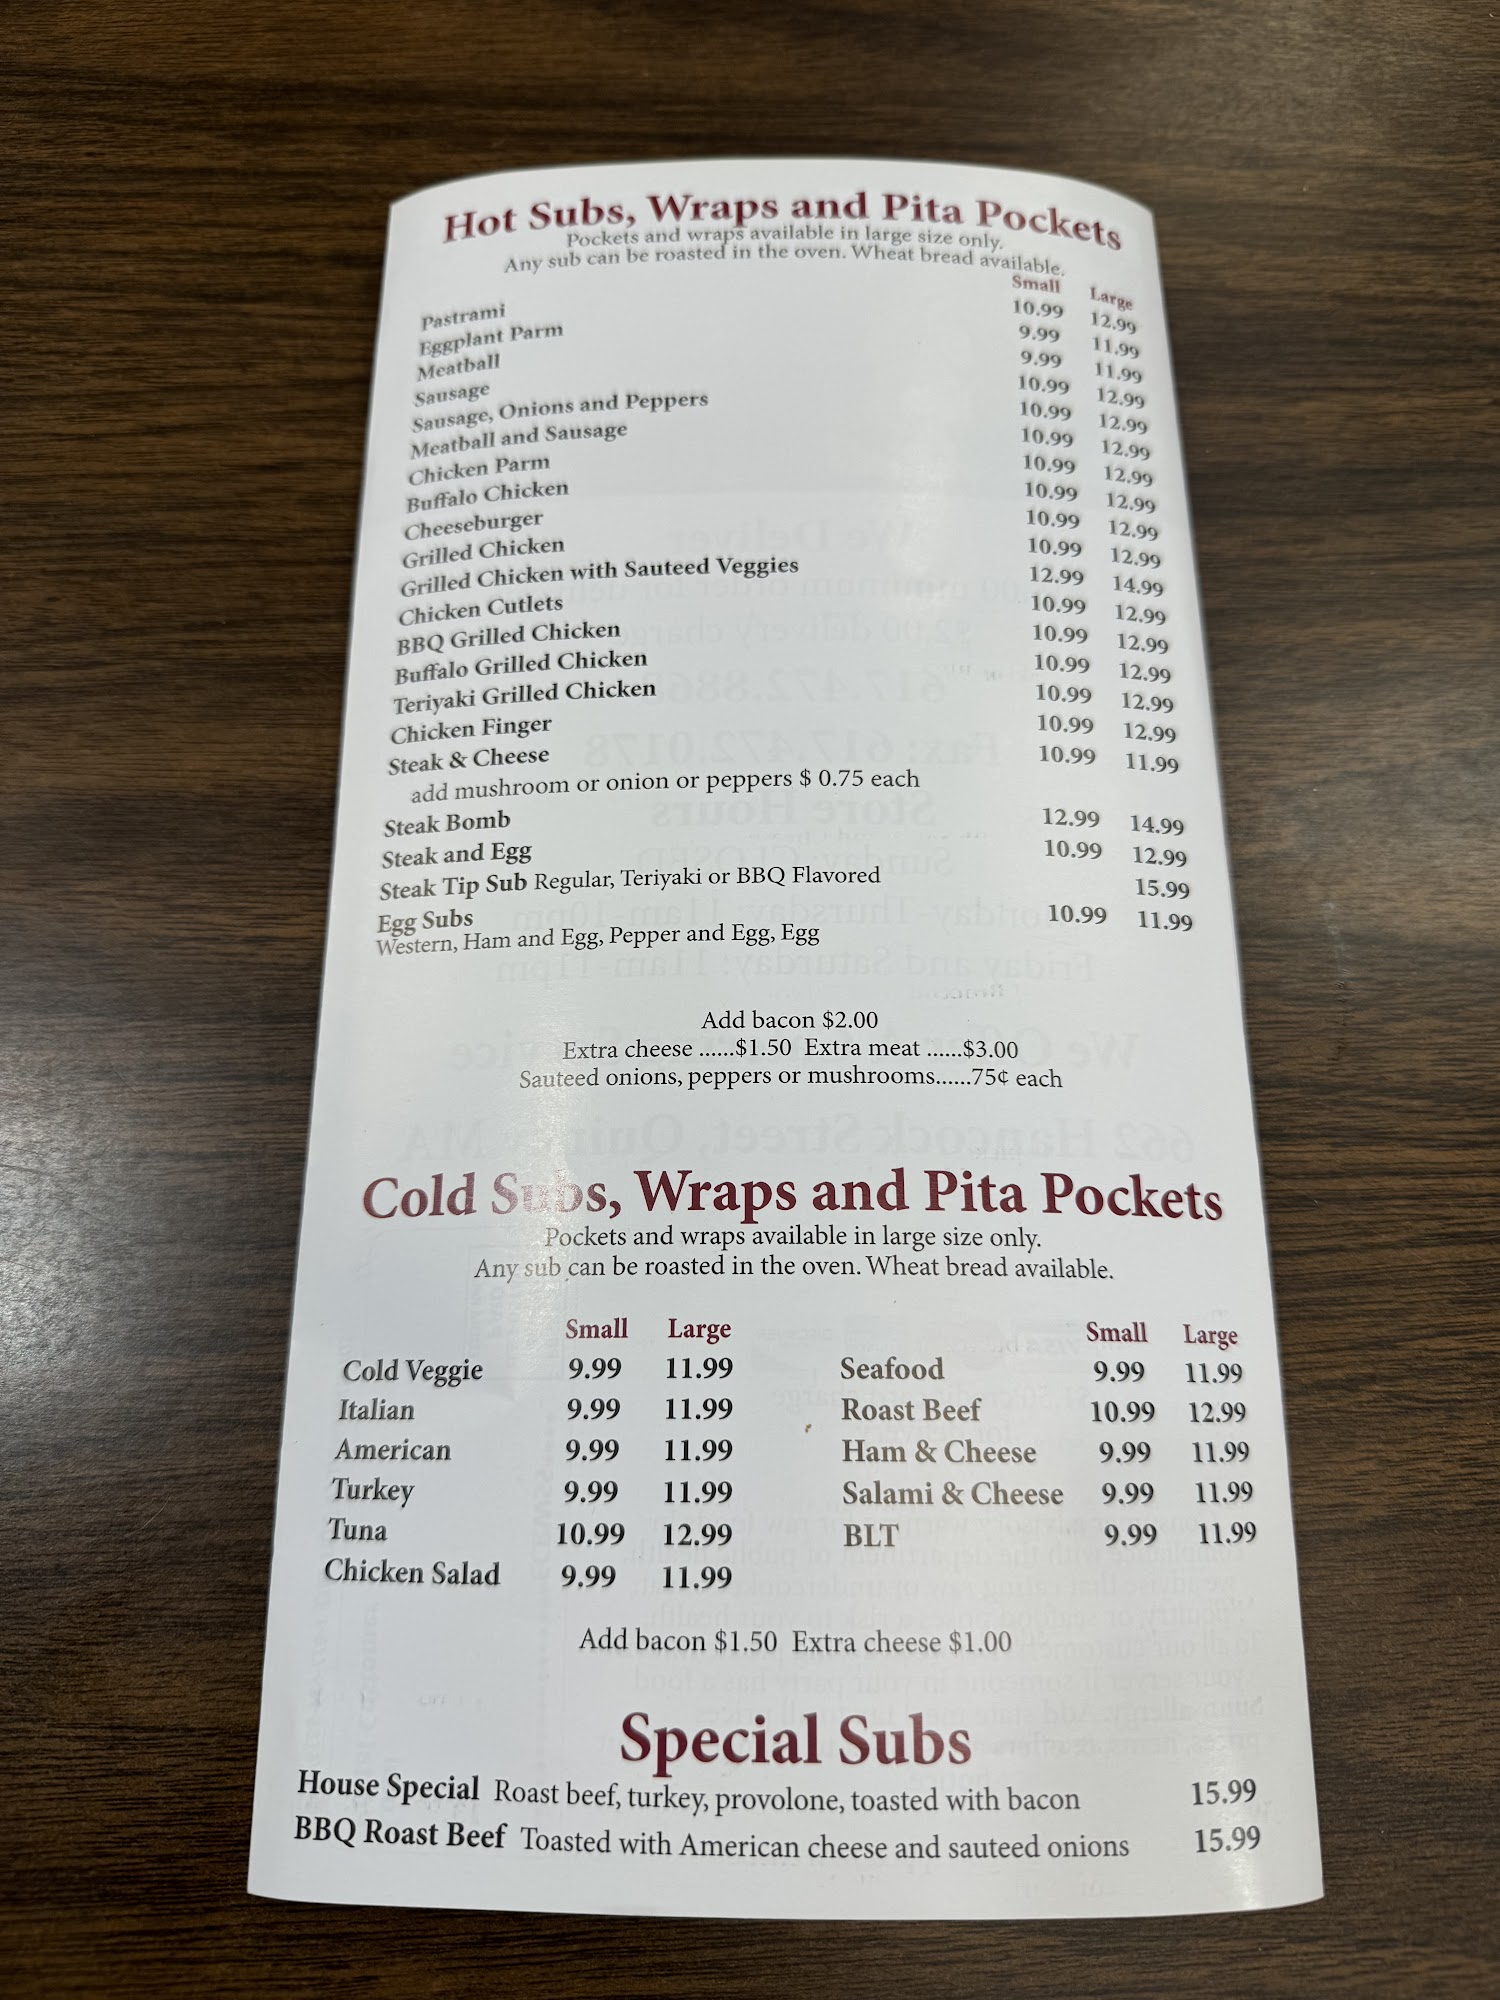 Hot Subs, Wraps and Pita Pockets
Pockets and wraps available in large size only.
Any sub can be roasted in the oven. Wheat bread available.
Small Large
Pastrami 10.99 12.99
Eggplant Parm 9.99 11.99
Meatball 9.99 11.99
Sausage 10.99 12.99
Sausage, Onions and Peppers 10.99 12.99
Meatball and Sausage 10.99 12.99
Chicken Parm 10.99 12.99
Buffalo Chicken 10.99 12.99
Cheeseburger 10.99 12.99
Grilled Chicken 10.99 12.99
Grilled Chicken with Sauteed Veggies 12.99 14.99
Chicken Cutlets 10.99 12.99
BBQ Grilled Chicken 10.99 12.99
Buffalo Grilled Chicken 10.99 12.99
Teriyaki Grilled Chicken 10.99 12.99
Chicken Finger 10.99 12.99
Steak & Cheese 10.99 11.99
add mushroom or onion or peppers $ 0.75 each
Steak Bomb 12.99 14.99
Steak and Egg 10.99 12.99
Steak Tip Sub Regular, Teriyaki or BBQ Flavored 15.99
Egg Subs 10.99 11.99
Western, Ham and Egg, Pepper and Egg, Egg
Add bacon $2.00
Extra cheese ......$1.50 Extra meat ......$3.00
Sauteed onions, peppers or mushrooms......75¢ each
Cold Subs, Wraps and Pita Pockets
Pockets and wraps available in large size only.
Any sub can be roasted in the oven. Wheat bread available.
Small Large Small Large
Cold Veggie 9.99 11.99 Seafood 9.99 11.99
Italian 9.99 11.99 Roast Beef 10.99 12.99
American 9.99 11.99 Ham & Cheese 9.99 11.99
Turkey 9.99 11.99 Salami & Cheese 9.99 11.99
Tuna 10.99 12.99 BLT 9.99 11.99
Chicken Salad 9.99 11.99
Add bacon $1.50 Extra cheese $1.00
Special Subs
House Special Roast beef, turkey, provolone, toasted with bacon 15.99
BBQ Roast Beef Toasted with American cheese and sauteed onions 15.99